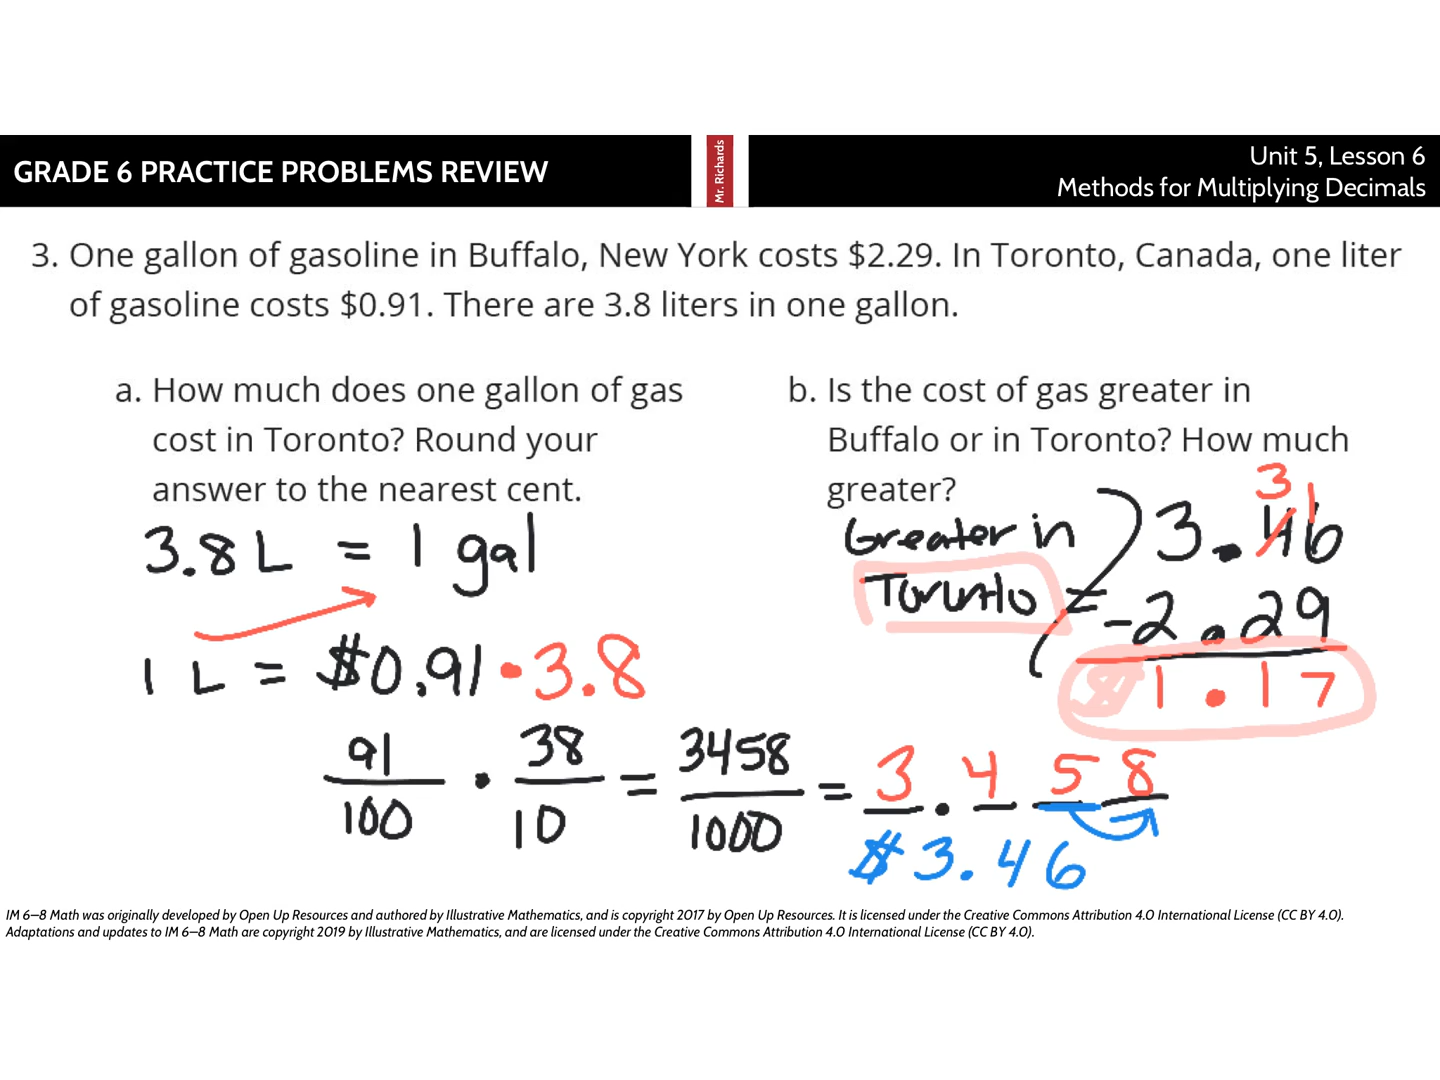 GRADE 6 PRACTICE PROBLEMS REVIEW
Mr. Richards
Unit 5, Lesson 6
Methods for Multiplying Decimals
3. One gallon of gasoline in Buffalo, New York costs $2.29. In Toronto, Canada, one liter
of gasoline costs $0.91. There are 3.8 liters in one gallon.
a. How much does one gallon of gas
cost in Toronto? Round your
answer to the nearest cent.
3.8 L = 1 gal
1 L = $0.91 · 3.8
91/100 · 38/10 = 3458/1000 = 3.458
$3.46
b. Is the cost of gas greater in
Buffalo or in Toronto? How much
greater?
Greater in
Toronto =
3 1
3.46
-2.29
$1.17
IM 6–8 Math was originally developed by Open Up Resources and authored by Illustrative Mathematics, and is copyright 2017 by Open Up Resources. It is licensed under the Creative Commons Attribution 4.0 International License (CC BY 4.0).
Adaptations and updates to IM 6–8 Math are copyright 2019 by Illustrative Mathematics, and are licensed under the Creative Commons Attribution 4.0 International License (CC BY 4.0).